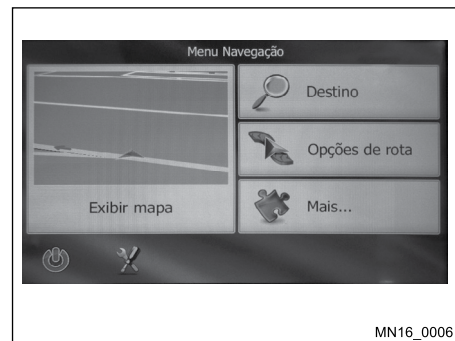 Menu Navegação
Destino
Opções de rota
Exibir mapa
Mais...
MN16_0006